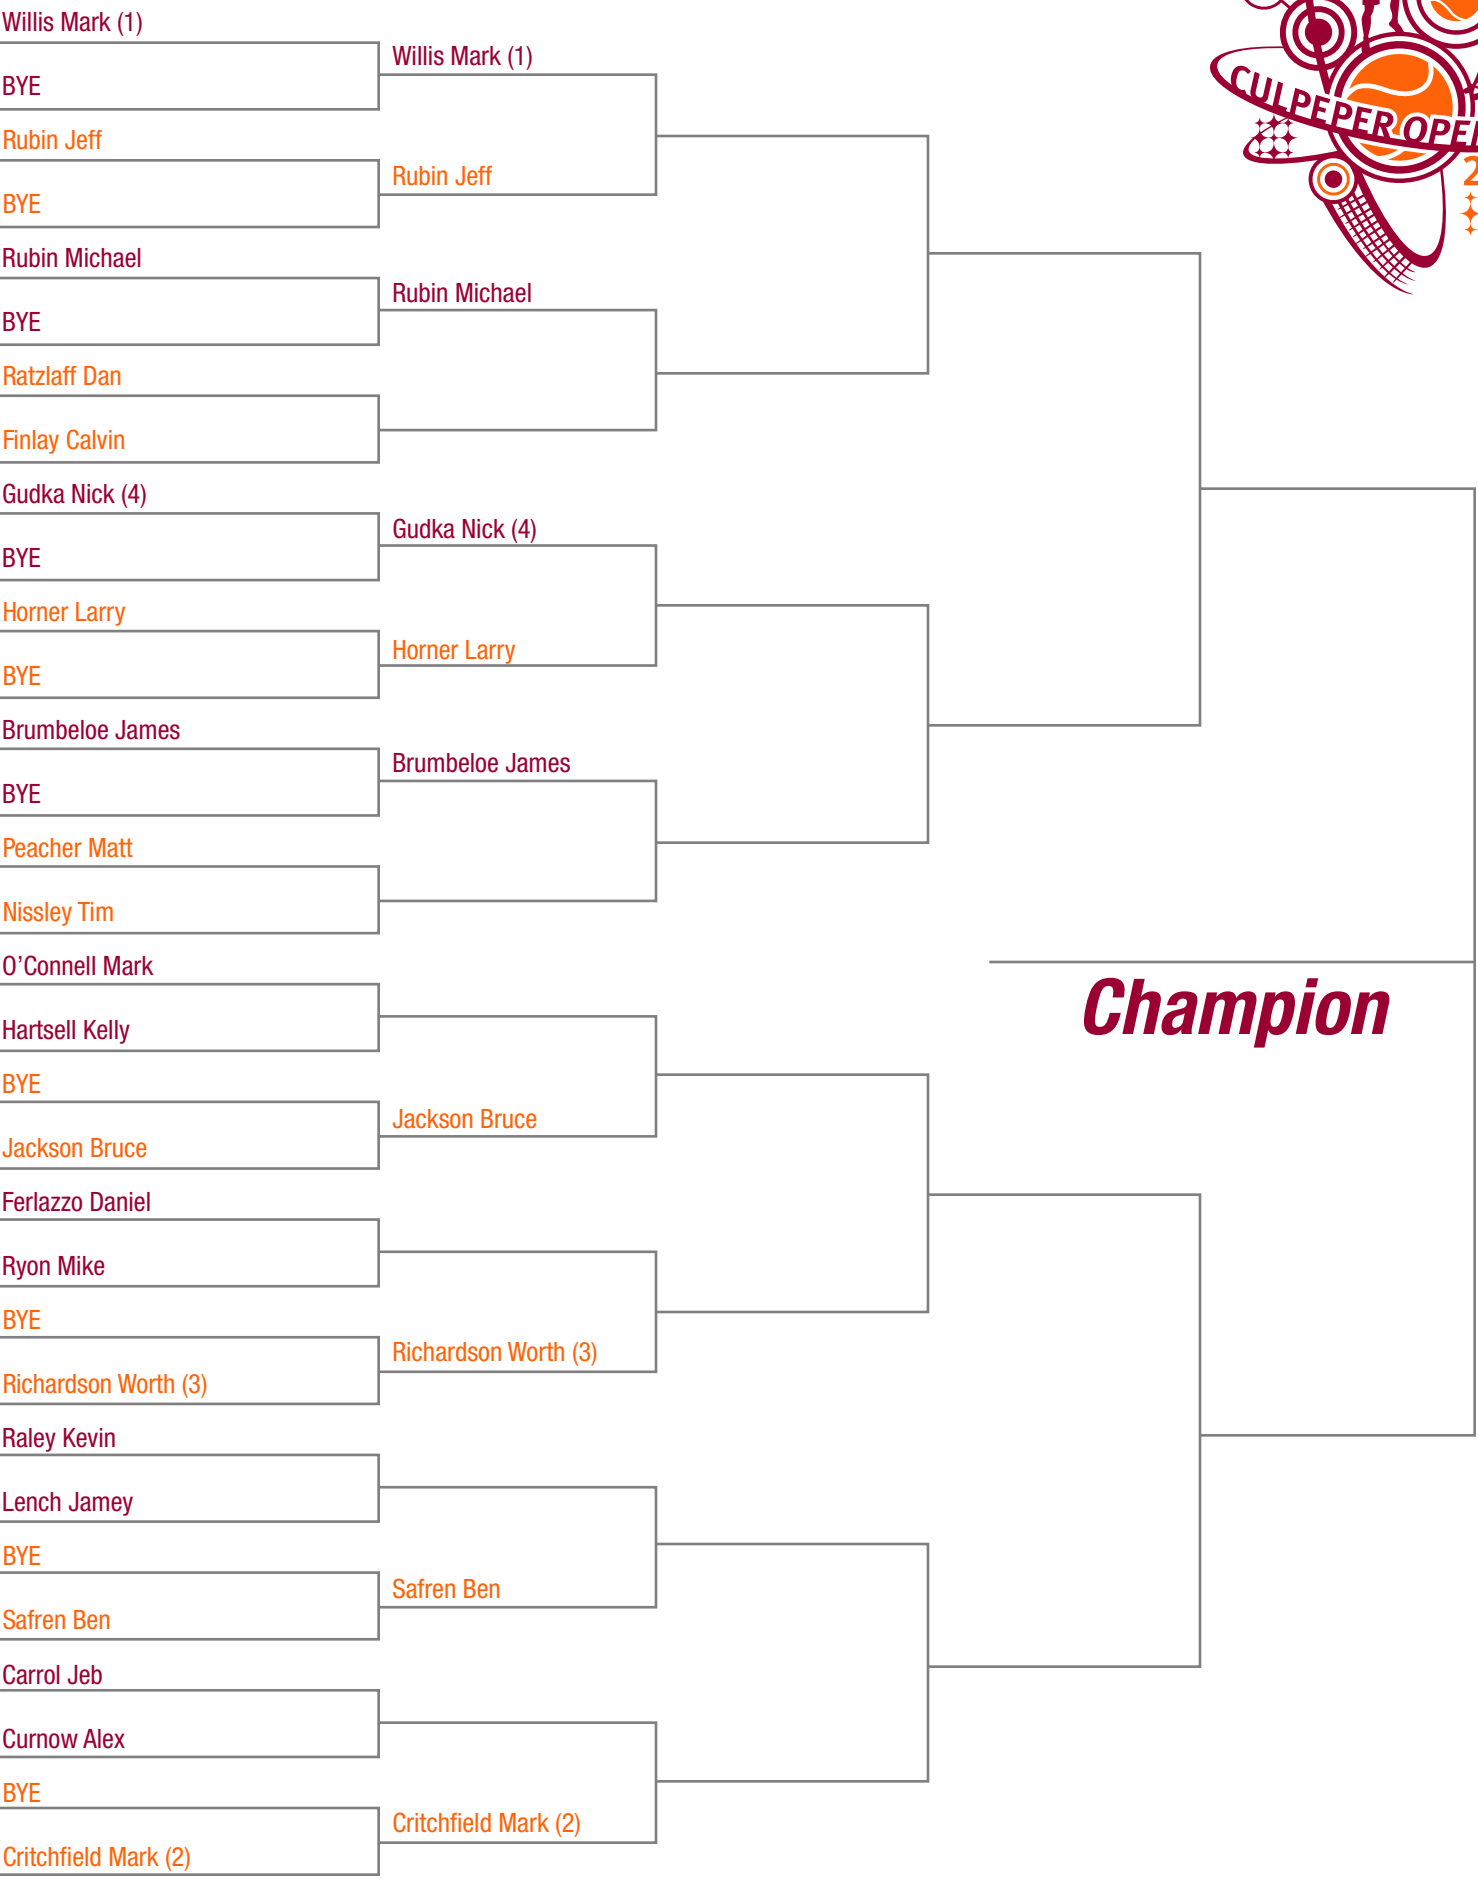 Willis Mark (1)
BYE
Rubin Jeff
BYE
Rubin Michael
BYE
Ratzlaff Dan
Finlay Calvin
Gudka Nick (4)
BYE
Horner Larry
BYE
Brumbeloe James
BYE
Peacher Matt
Nissley Tim
O’Connell Mark
Hartsell Kelly
BYE
Jackson Bruce
Ferlazzo Daniel
Ryon Mike
BYE
Richardson Worth (3)
Raley Kevin
Lench Jamey
BYE
Safren Ben
Carrol Jeb
Curnow Alex
BYE
Critchfield Mark (2)
Willis Mark (1)
Rubin Jeff
Rubin Michael
Gudka Nick (4)
Horner Larry
Brumbeloe James
Jackson Bruce
Richardson Worth (3)
Safren Ben
Critchfield Mark (2)
Champion
CULPEPER